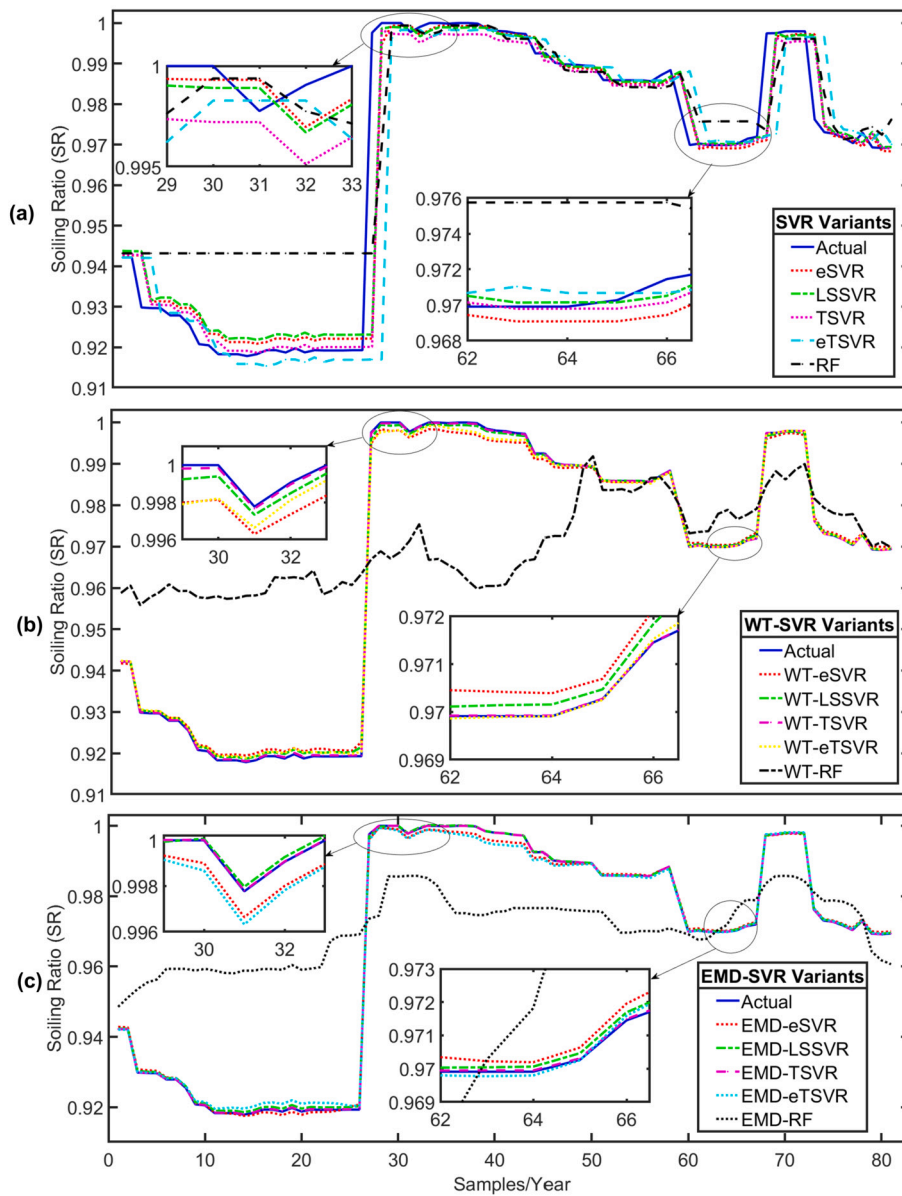 (a)
Soiling Ratio (SR)
1
0.99
0.98
0.97
0.96
0.95
0.94
0.93
0.92
0.91
1
0.995
29 30 31 32 33
0.976
0.974
0.972
0.97
0.968
62 64 66
SVR Variants
Actual
eSVR
LSSVR
TSVR
eTSVR
RF
(b)
Soiling Ratio (SR)
1
0.99
0.98
0.97
0.96
0.95
0.94
0.93
0.92
0.91
1
0.998
0.996
30 32
0.972
0.971
0.97
0.969
62 64 66
WT-SVR Variants
Actual
WT-eSVR
WT-LSSVR
WT-TSVR
WT-eTSVR
WT-RF
(c)
Soiling Ratio (SR)
1
0.98
0.96
0.94
0.92
1
0.998
0.996
30 32
0.973
0.972
0.971
0.97
0.969
62 64 66
EMD-SVR Variants
Actual
EMD-eSVR
EMD-LSSVR
EMD-TSVR
EMD-eTSVR
EMD-RF
0 10 20 30 40 50 60 70 80
Samples/Year